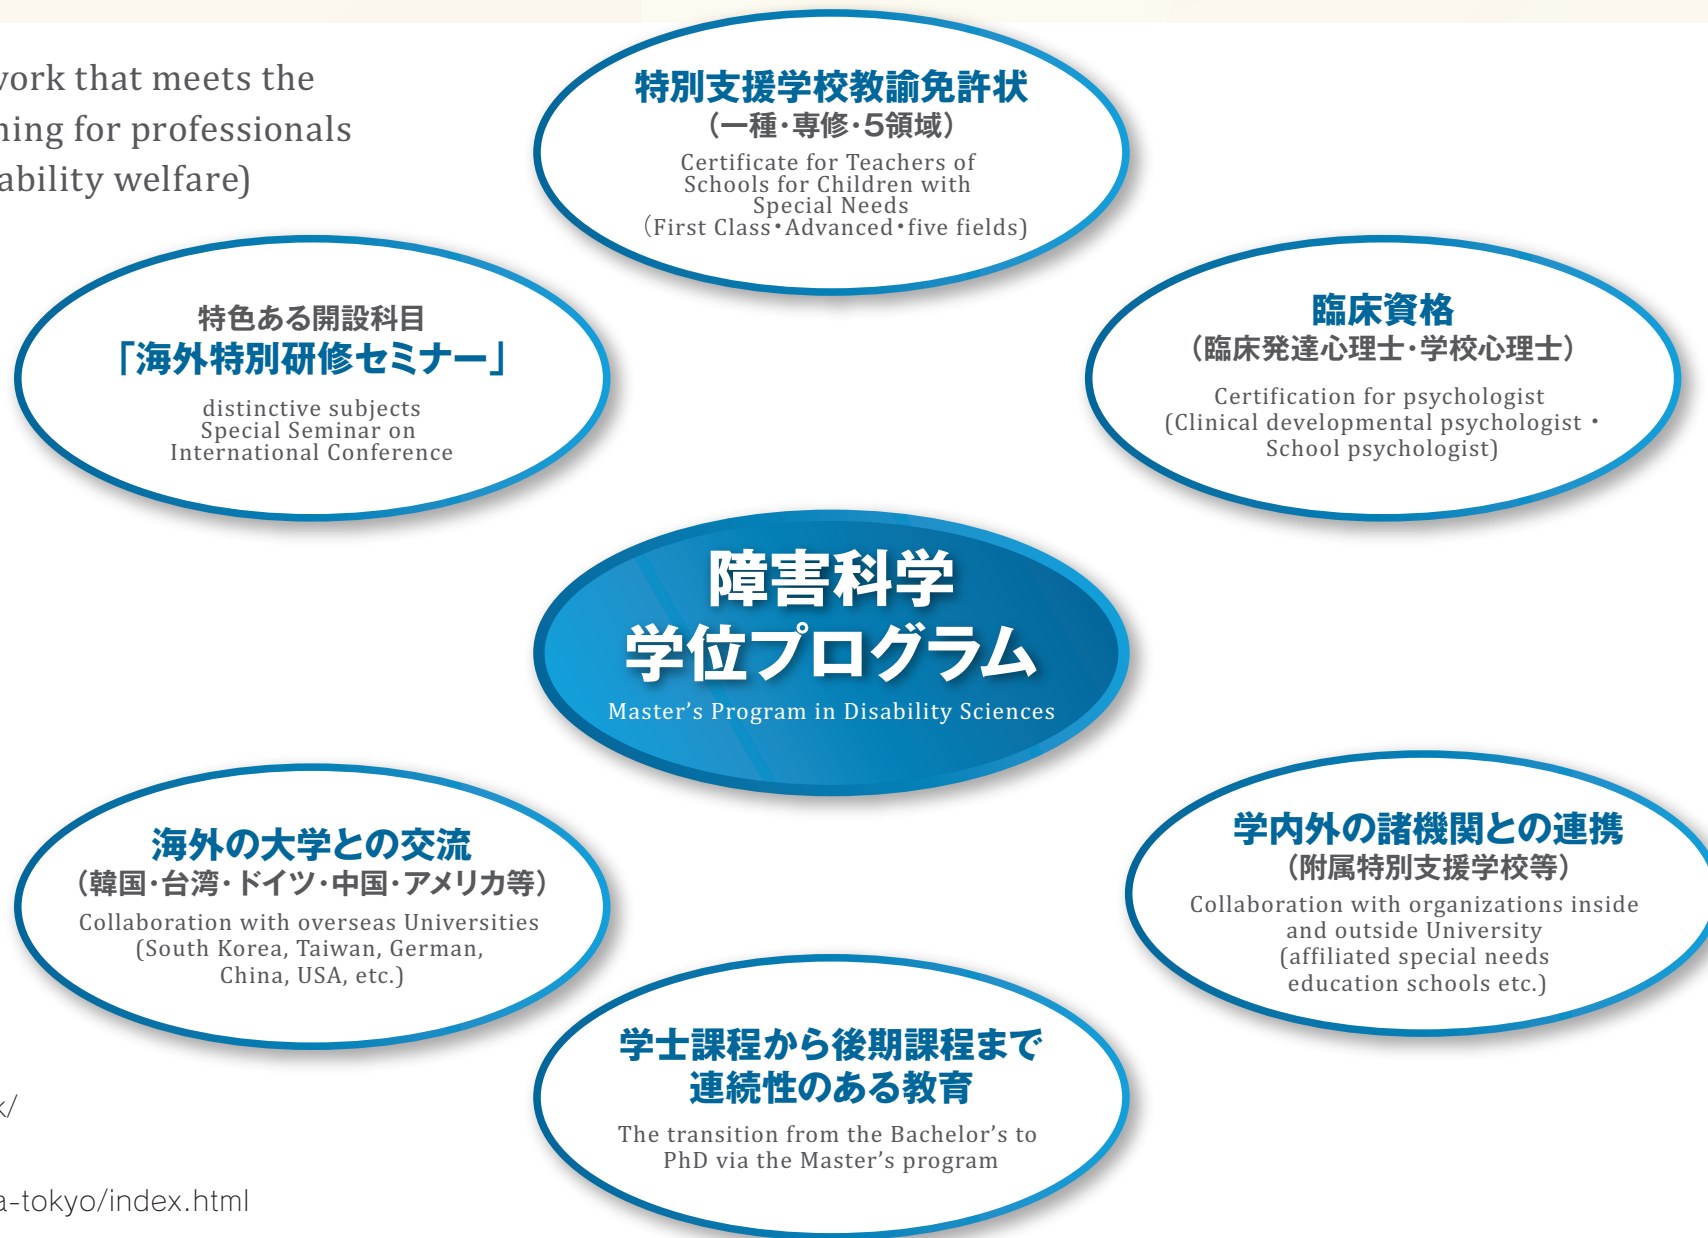 work that meets the
ning for professionals
ability welfare)
特別支援学校教諭免許状
（一種・専修・5領域）
Certificate for Teachers of
Schools for Children with
Special Needs
（First Class・Advanced・five fields)
特色ある開設科目
「海外特別研修セミナー」
distinctive subjects
Special Seminar on
International Conference
臨床資格
（臨床発達心理士・学校心理士）
Certification for psychologist
(Clinical developmental psychologist・
School psychologist)
障害科学
学位プログラム
Master’s Program in Disability Sciences
海外の大学との交流
（韓国・台湾・ドイツ・中国・アメリカ等）
Collaboration with overseas Universities
(South Korea, Taiwan, German,
China, USA, etc.)
学内外の諸機関との連携
（附属特別支援学校等）
Collaboration with organizations inside
and outside University
(affiliated special needs
education schools etc.)
学士課程から後期課程まで
連続性のある教育
The transition from the Bachelor’s to
PhD via the Master’s program
k/
a-tokyo/index.html